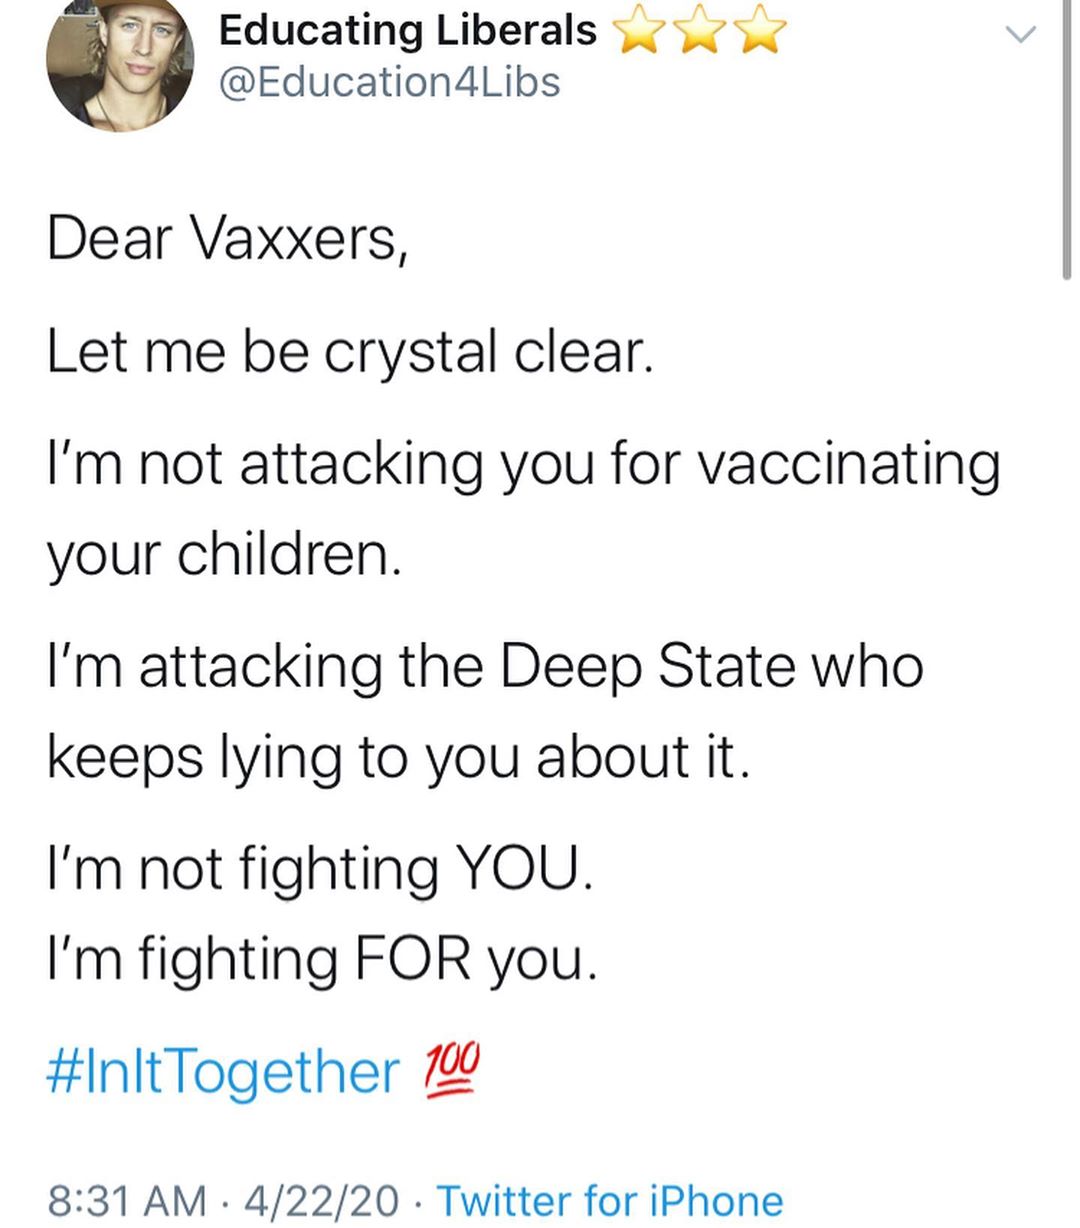 Educating Liberals ⭐⭐⭐
@Education4Libs
Dear Vaxxers,
Let me be crystal clear.
I'm not attacking you for vaccinating
your children.
I'm attacking the Deep State who
keeps lying to you about it.
I'm not fighting YOU.
I'm fighting FOR you.
#InItTogether 💯
8:31 AM · 4/22/20 · Twitter for iPhone